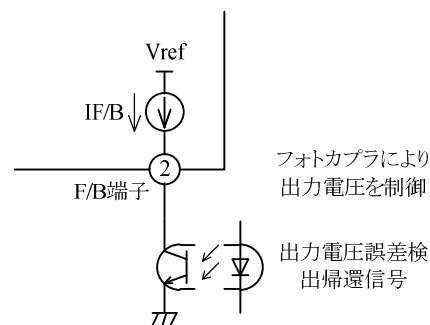 Vref
IF/B
2
F/B端子
フォトカプラにより
出力電圧を制御
出力電圧誤差検
出帰還信号